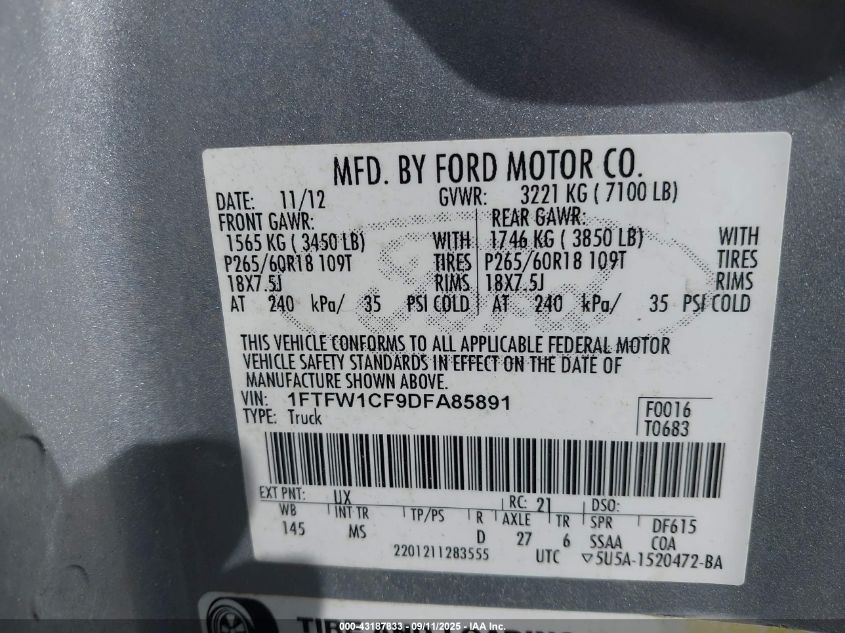 MFD. BY FORD MOTOR CO.
DATE: 11/12 GVWR: 3221 KG ( 7100 LB)
FRONT GAWR: REAR GAWR:
1565 KG ( 3450 LB) WITH 1746 KG ( 3850 LB) WITH
P265/60R18 109T TIRES P265/60R18 109T TIRES
18X7.5J RIMS 18X7.5J RIMS
AT 240 kPa/ 35 PSI COLD AT 240 kPa/ 35 PSI COLD
THIS VEHICLE CONFORMS TO ALL APPLICABLE FEDERAL MOTOR
VEHICLE SAFETY STANDARDS IN EFFECT ON THE DATE OF
MANUFACTURE SHOWN ABOVE.
VIN: 1FTFW1CF9DFA85891 F0016
TYPE: Truck T0683
EXT PNT: UX RC: 21 DSO:
WB INT TR TP/PS R AXLE TR SPR DF615
145 MS D 27 6 SSAA COA
2201211283555 UTC ▽5U5A-1520472-BA
000-43187833 - 09/11/2025 - IAA Inc.